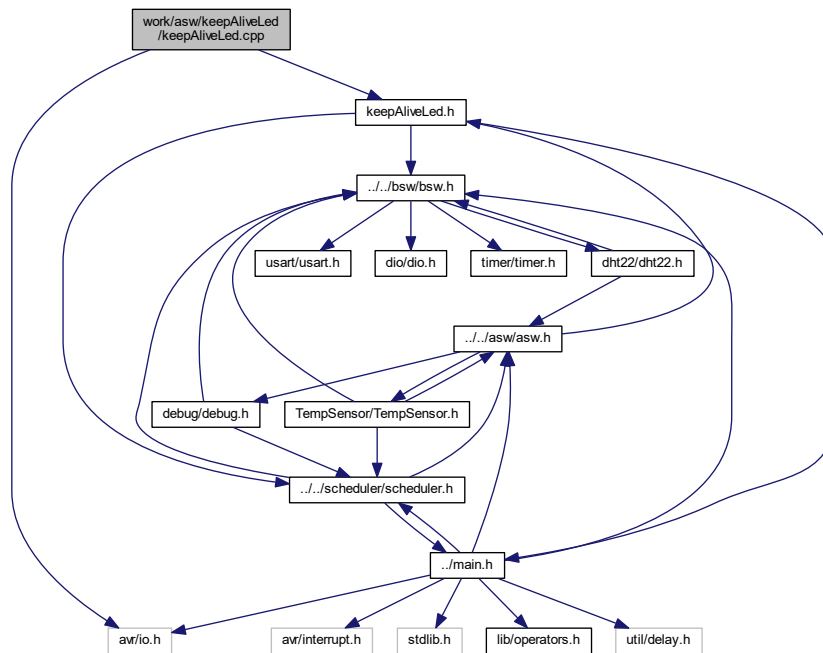 work/asw/keepAliveLed
/keepAliveLed.cpp
keepAliveLed.h
../../bsw/bsw.h
usart/usart.h
dio/dio.h
timer/timer.h
dht22/dht22.h
../../asw/asw.h
debug/debug.h
TempSensor/TempSensor.h
../../scheduler/scheduler.h
../main.h
avr/io.h
avr/interrupt.h
stdlib.h
lib/operators.h
util/delay.h